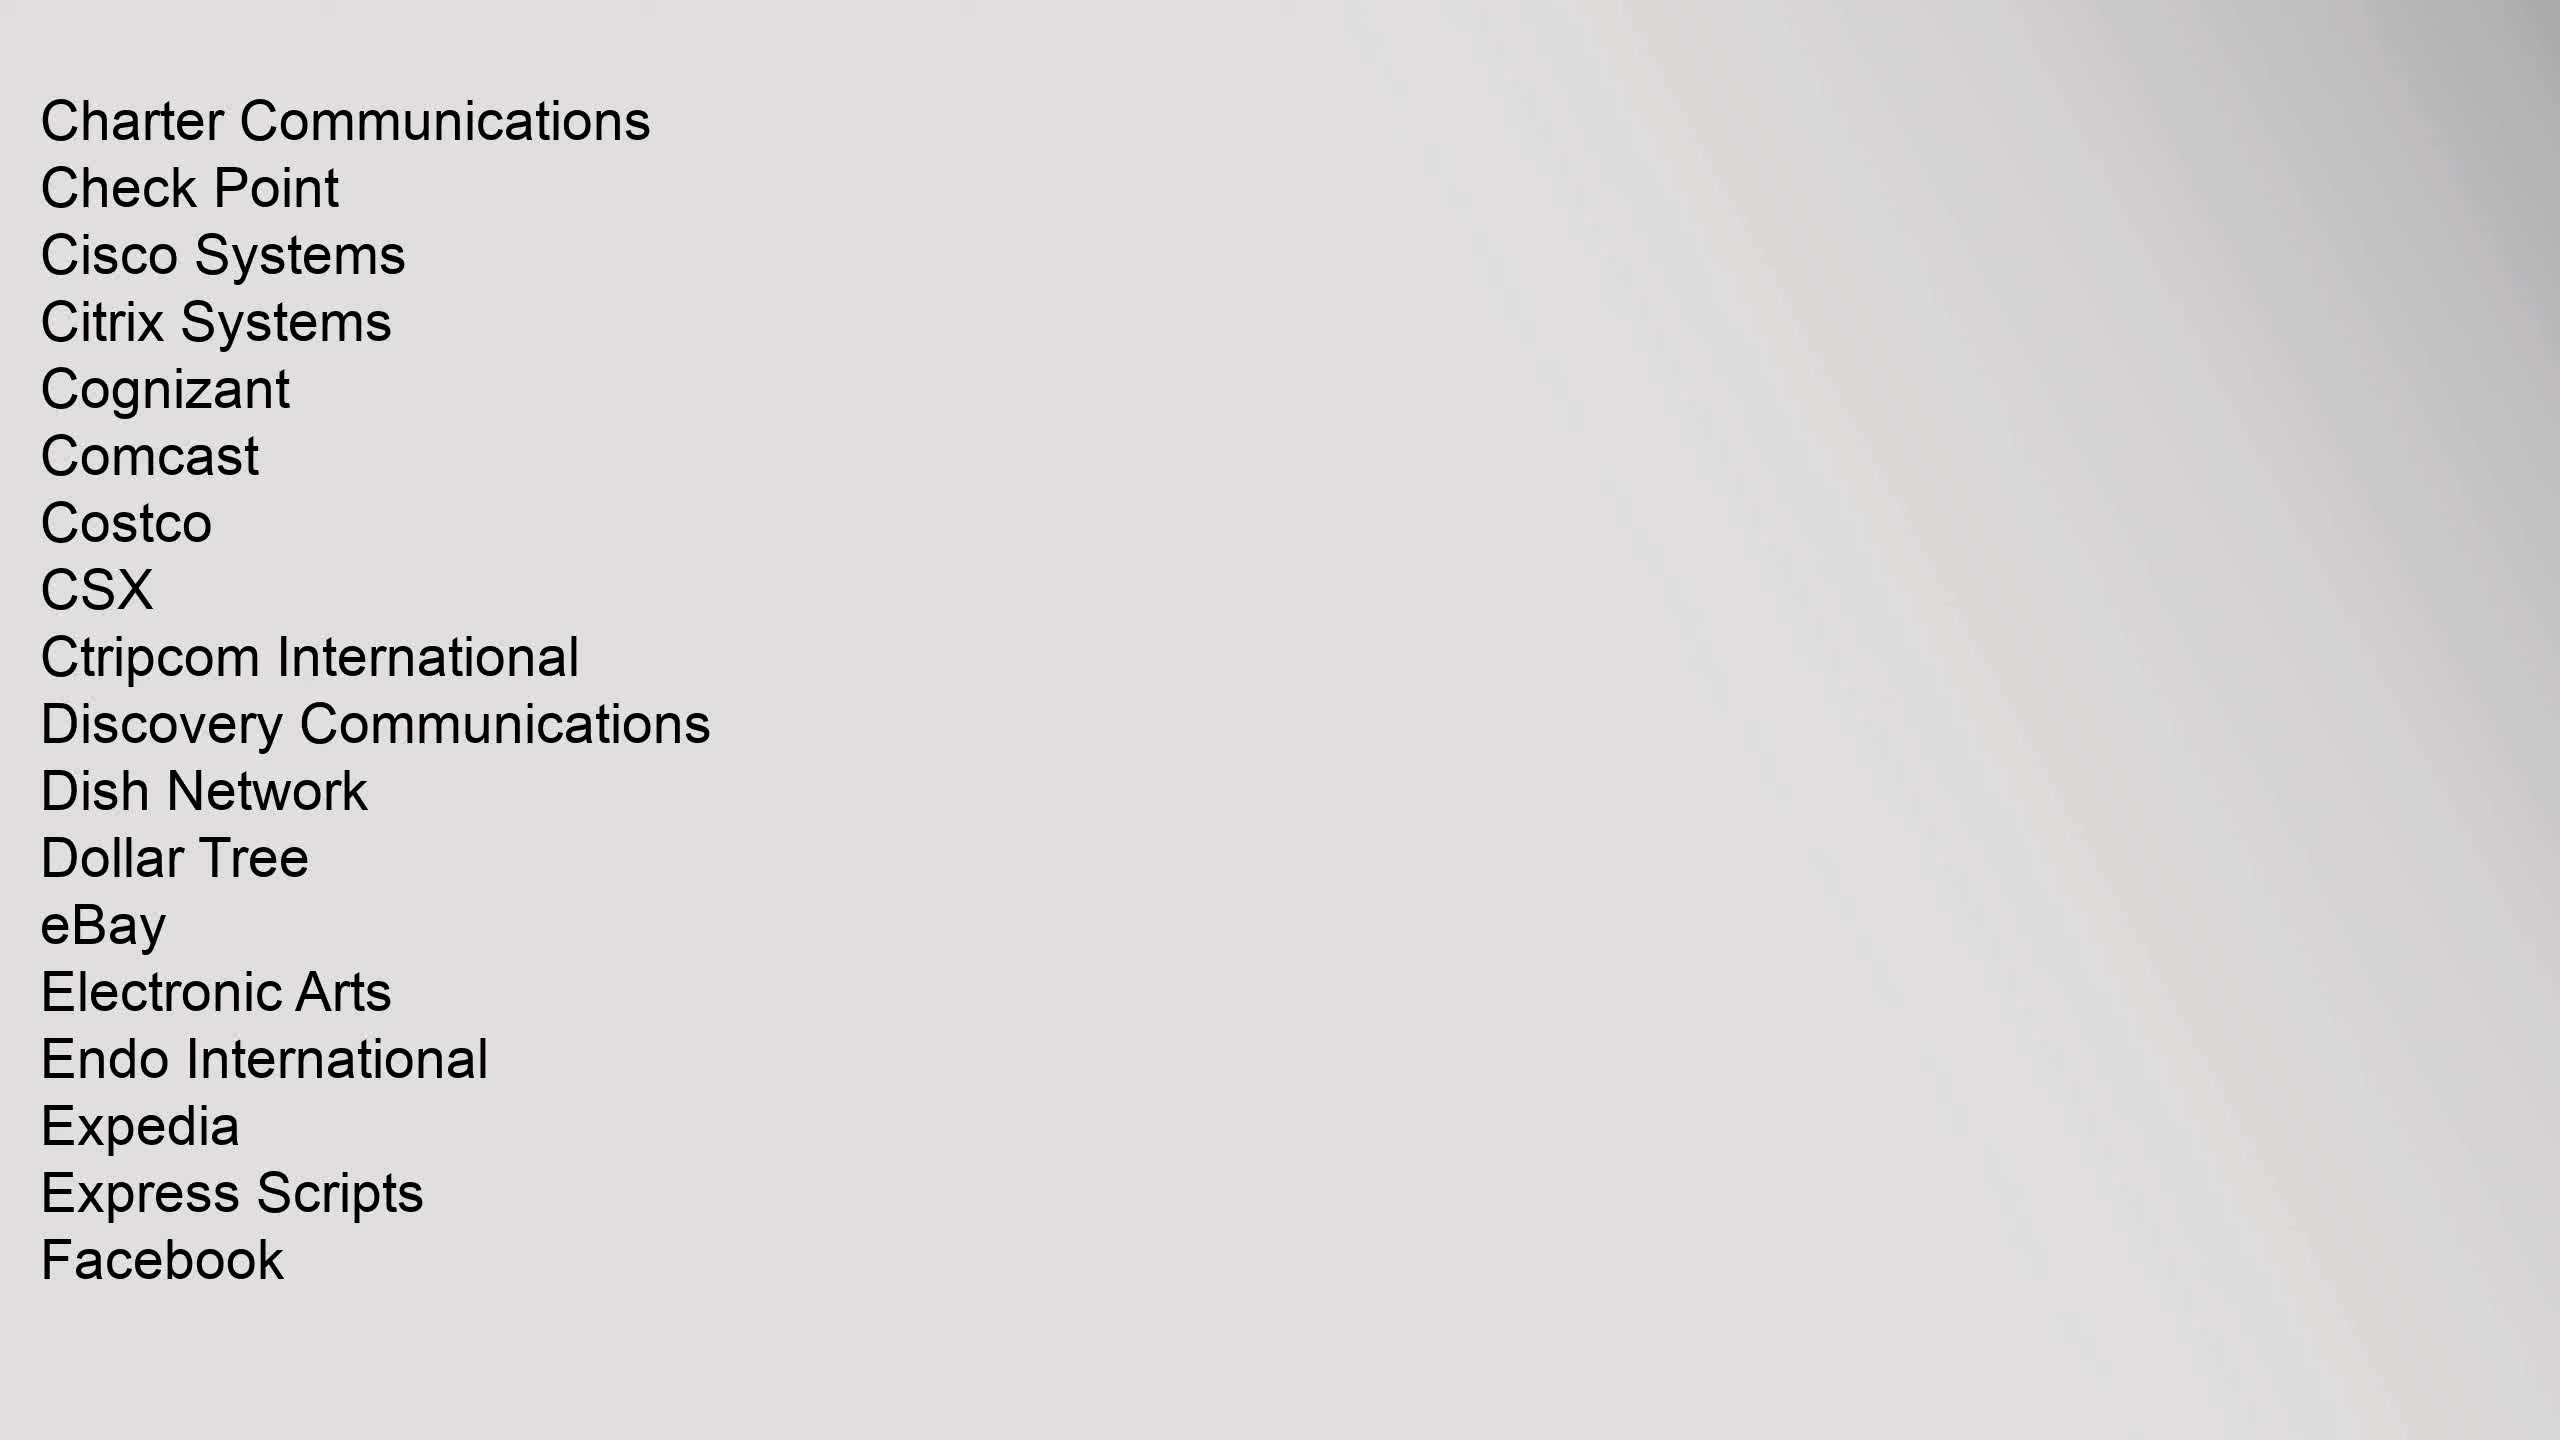 Charter Communications
Check Point
Cisco Systems
Citrix Systems
Cognizant
Comcast
Costco
CSX
Ctripcom International
Discovery Communications
Dish Network
Dollar Tree
eBay
Electronic Arts
Endo International
Expedia
Express Scripts
Facebook